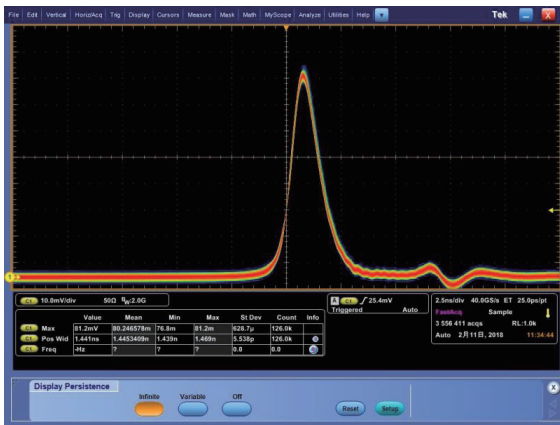 File Edit Vertical Horiz/Acq Trig Display Cursors Measure Mask Math MyScope Analyze Utilities Help Tek X
1
C1 10.0mV/div 50Ω BW:2.0G
A C1 25.4mV
Triggered Auto
2.5ns/div 40.0GS/s ET 25.0ps/pt
FastAcq Sample
3 556 411 acqs RL:1.0k
Auto 2月11日, 2018 11:34:44
Value Mean Min Max St Dev Count Info
C1 Max 81.2mV 80.246578m 76.8m 81.2m 628.7µ 126.0k
C1 Pos Wid 1.441ns 1.4453409n 1.439n 1.469n 5.538p 126.0k
C1 Freq -Hz ? ? ? 0.0 0.0
Display Persistence X
Infinite Variable Off
Reset Setup